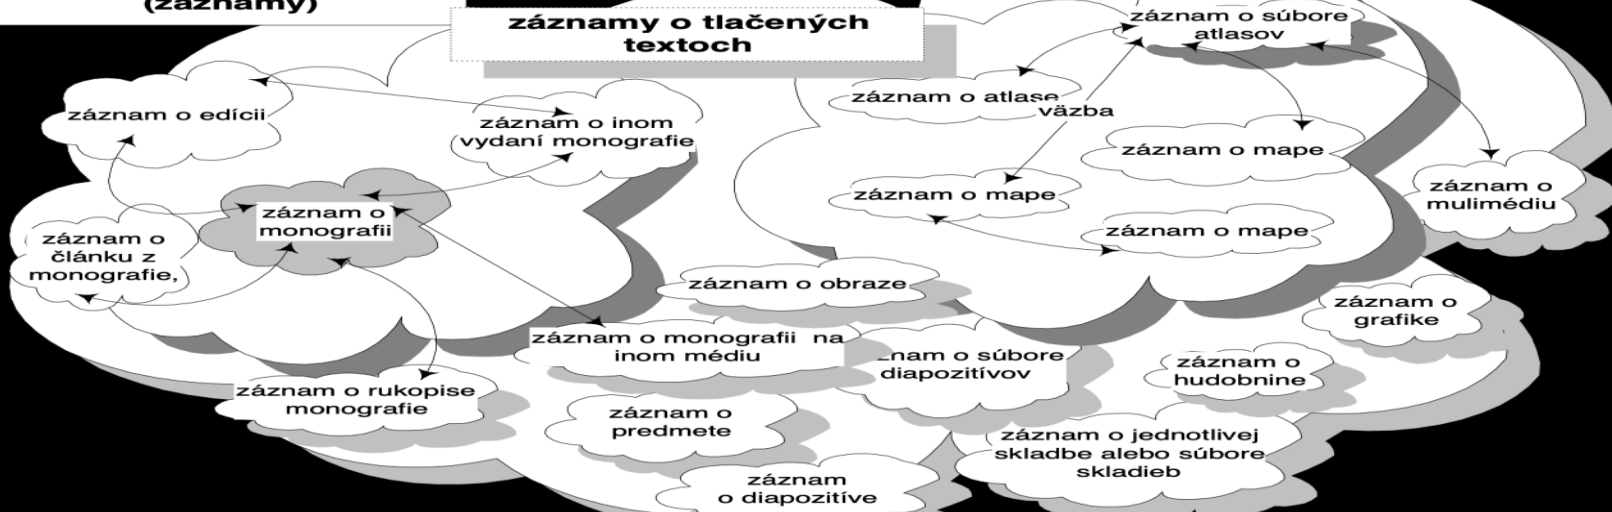 (záznamy)
záznamy o tlačených
textoch
záznam o súbore
atlasov
záznam o edícii
záznam o inom
vydaní monografie
záznam o atlase
väzba
záznam o mape
záznam o mape
záznam o mape
záznam o
mulimédiu
záznam o
monografii
záznam o
článku z
monografie,
záznam o obraze
záznam o
grafike
záznam o monografii na
inom médiu
znam o súbore
diapozitívov
záznam o
hudobnine
záznam o rukopise
monografie
záznam o
predmete
záznam o jednotlivej
skladbe alebo súbore
skladieb
záznam
o diapozitíve